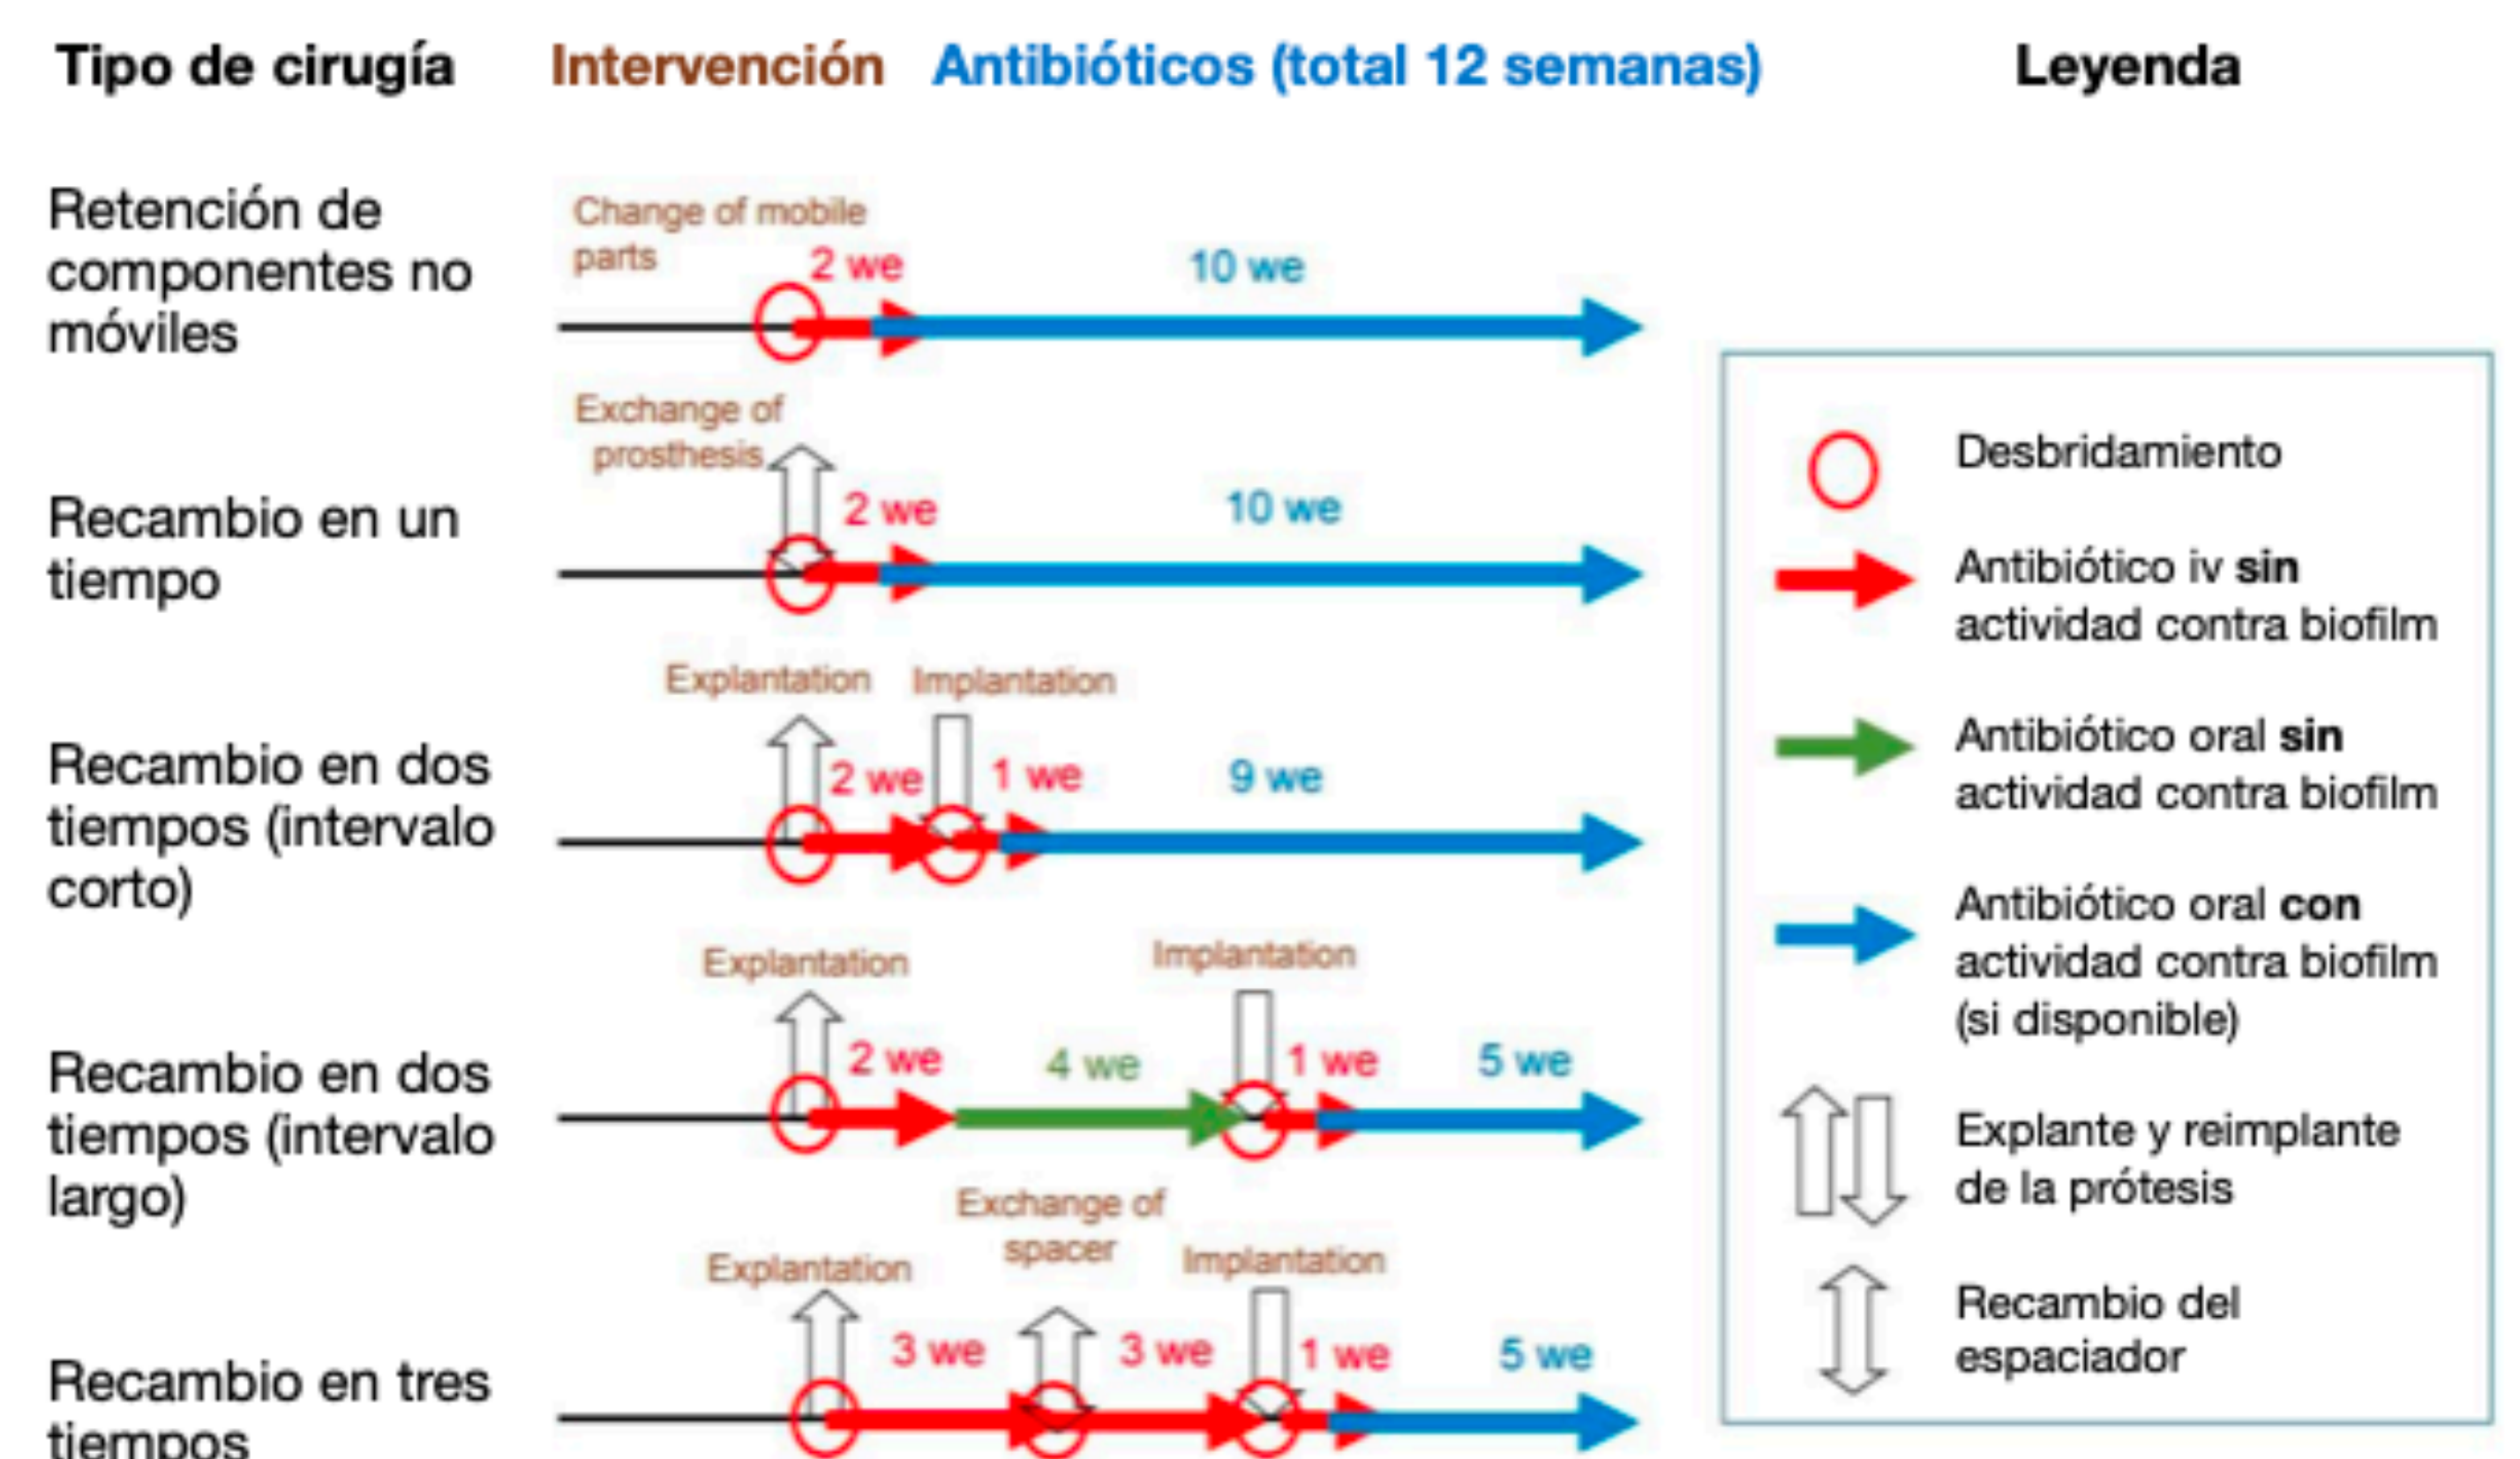 Tipo de cirugía
Intervención
Antibióticos (total 12 semanas)
Leyenda
Retención de
componentes no
móviles
Change of mobile
parts
2 we
10 we
Recambio en un
tiempo
Exchange of
prosthesis
2 we
10 we
Recambio en dos
tiempos (intervalo
corto)
Explantation
Implantation
2 we
1 we
9 we
Recambio en dos
tiempos (intervalo
largo)
Explantation
Implantation
2 we
4 we
1 we
5 we
Recambio en tres
tiempos
Explantation
Exchange of
spacer
Implantation
3 we
3 we
1 we
5 we
Desbridamiento
Antibiótico iv sin
actividad contra biofilm
Antibiótico oral sin
actividad contra biofilm
Antibiótico oral con
actividad contra biofilm
(si disponible)
Explante y reimplante
de la prótesis
Recambio del
espaciador